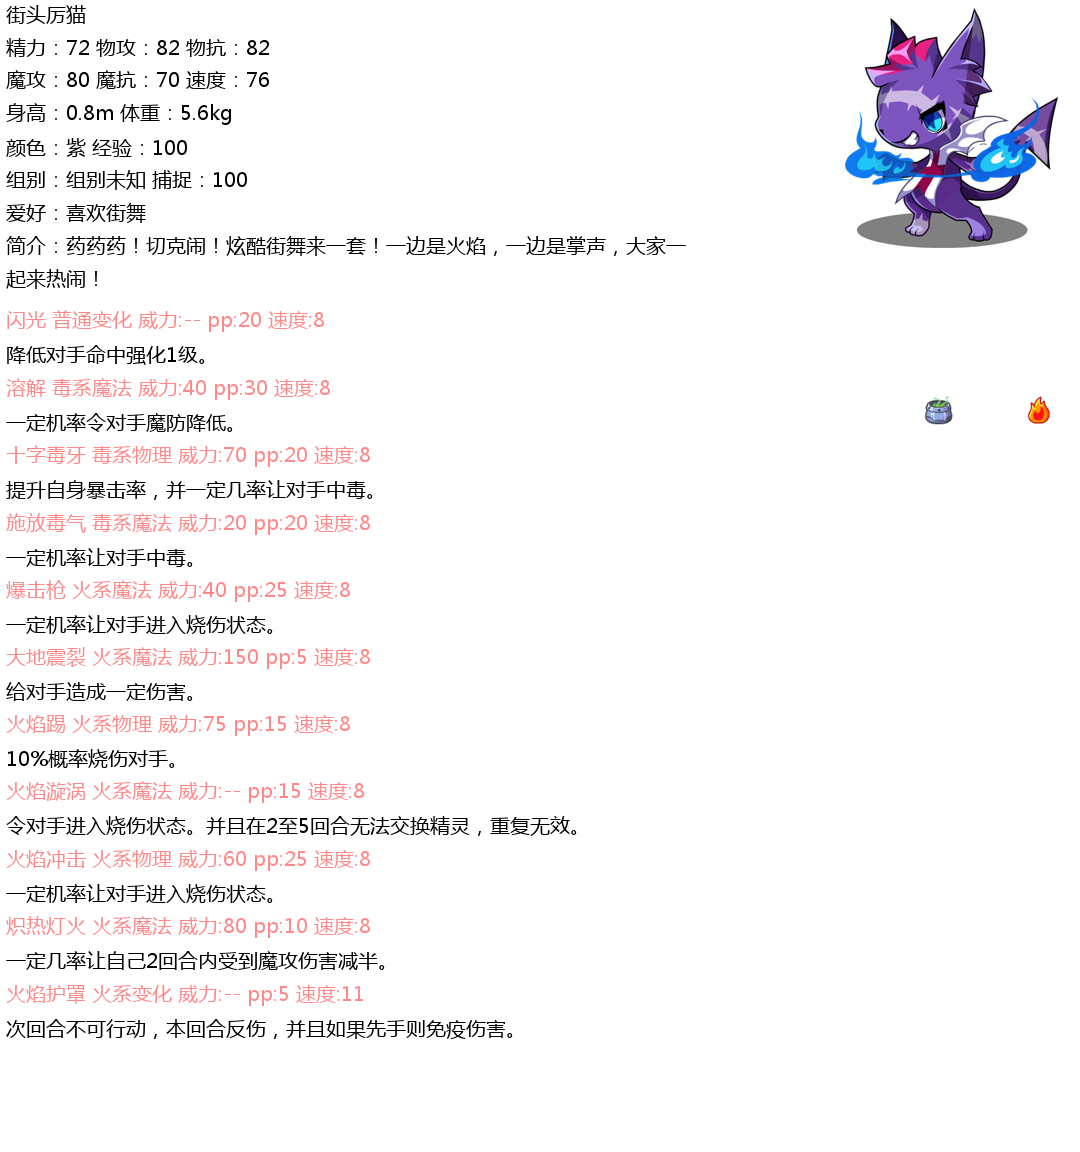 街头厉猫
精力：72 物攻：82 物抗：82
魔攻：80 魔抗：70 速度：76
身高：0.8m 体重：5.6kg
颜色：紫 经验：100
组别：组别未知 捕捉：100
爱好：喜欢街舞
简介：药药药！切克闹！炫酷街舞来一套！一边是火焰，一边是掌声，大家一
起来热闹！
闪光 普通变化 威力:-- pp:20 速度:8
降低对手命中强化1级。
溶解 毒系魔法 威力:40 pp:30 速度:8
一定机率令对手魔防降低。
十字毒牙 毒系物理 威力:70 pp:20 速度:8
提升自身暴击率，并一定几率让对手中毒。
施放毒气 毒系魔法 威力:20 pp:20 速度:8
一定机率让对手中毒。
爆击枪 火系魔法 威力:40 pp:25 速度:8
一定机率让对手进入烧伤状态。
大地震裂 火系魔法 威力:150 pp:5 速度:8
给对手造成一定伤害。
火焰踢 火系物理 威力:75 pp:15 速度:8
10%概率烧伤对手。
火焰漩涡 火系魔法 威力:-- pp:15 速度:8
令对手进入烧伤状态。并且在2至5回合无法交换精灵，重复无效。
火焰冲击 火系物理 威力:60 pp:25 速度:8
一定机率让对手进入烧伤状态。
炽热灯火 火系魔法 威力:80 pp:10 速度:8
一定几率让自己2回合内受到魔攻伤害减半。
火焰护罩 火系变化 威力:-- pp:5 速度:11
次回合不可行动，本回合反伤，并且如果先手则免疫伤害。